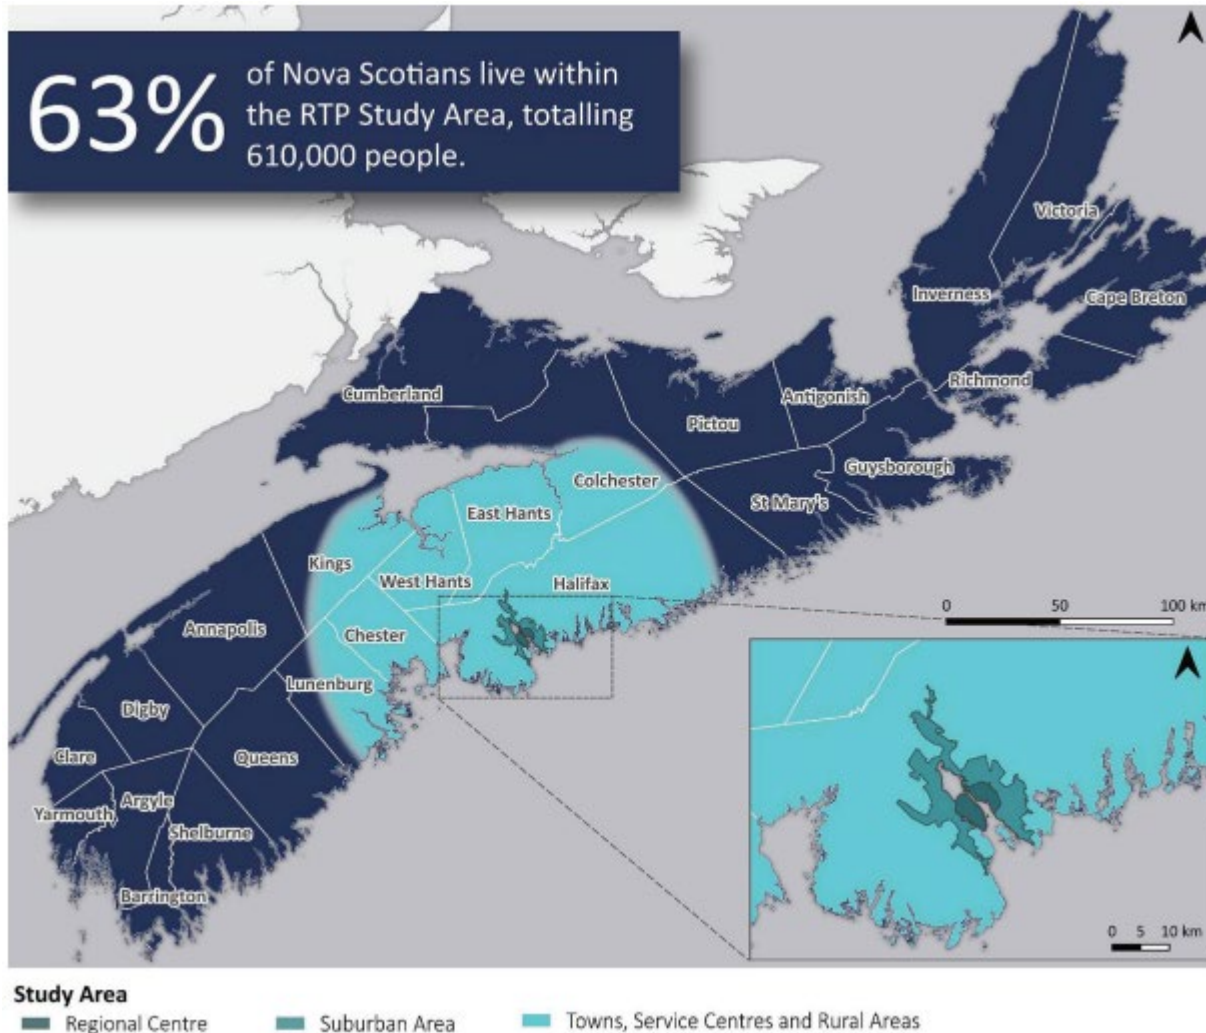 63%
of Nova Scotians live within
the RTP Study Area, totalling
610,000 people.
Victoria
Inverness
Cape Breton
Richmond
Cumberland
Antigonish
Pictou
Guysborough
Colchester
St Mary's
East Hants
Kings
West Hants
Halifax
0 50 100 km
Annapolis
Chester
Lunenburg
Digby
Clare
Queens
Yarmouth
Argyle
Shelburne
Barrington
0 5 10 km
Study Area
Regional Centre
Suburban Area
Towns, Service Centres and Rural Areas